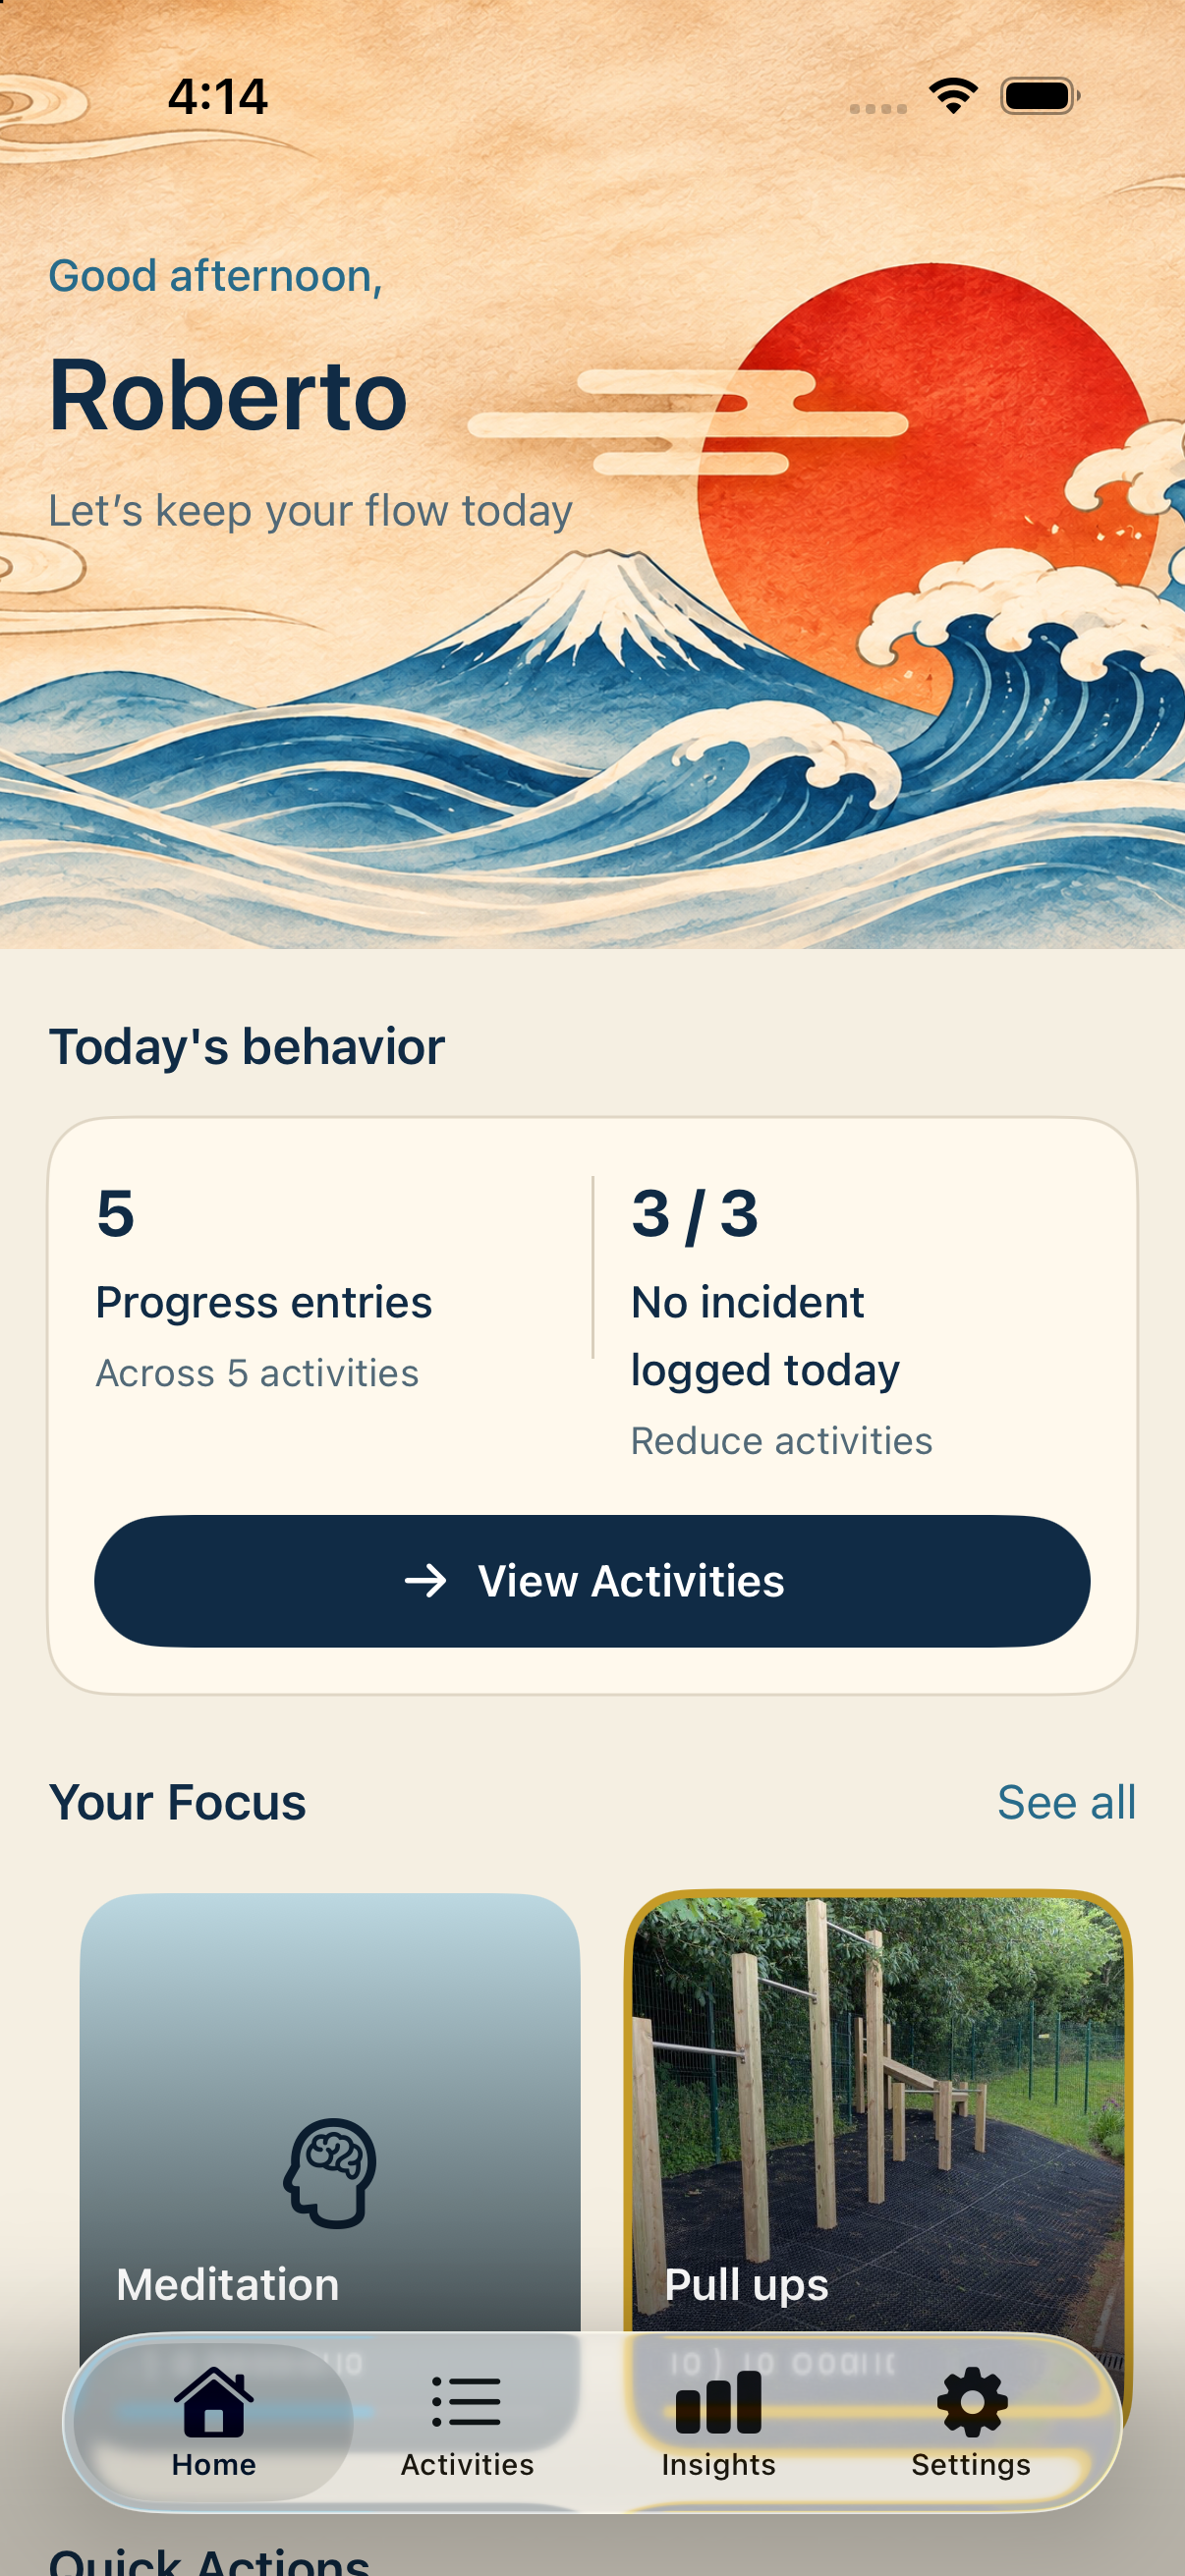 4:14
Good afternoon,
Roberto
Let’s keep your flow today
Today's behavior
5
Progress entries
Across 5 activities
3 / 3
No incident
logged today
Reduce activities
→ View Activities
Your Focus
See all
Meditation
Pull ups
Home
Activities
Insights
Settings
Quick Actions